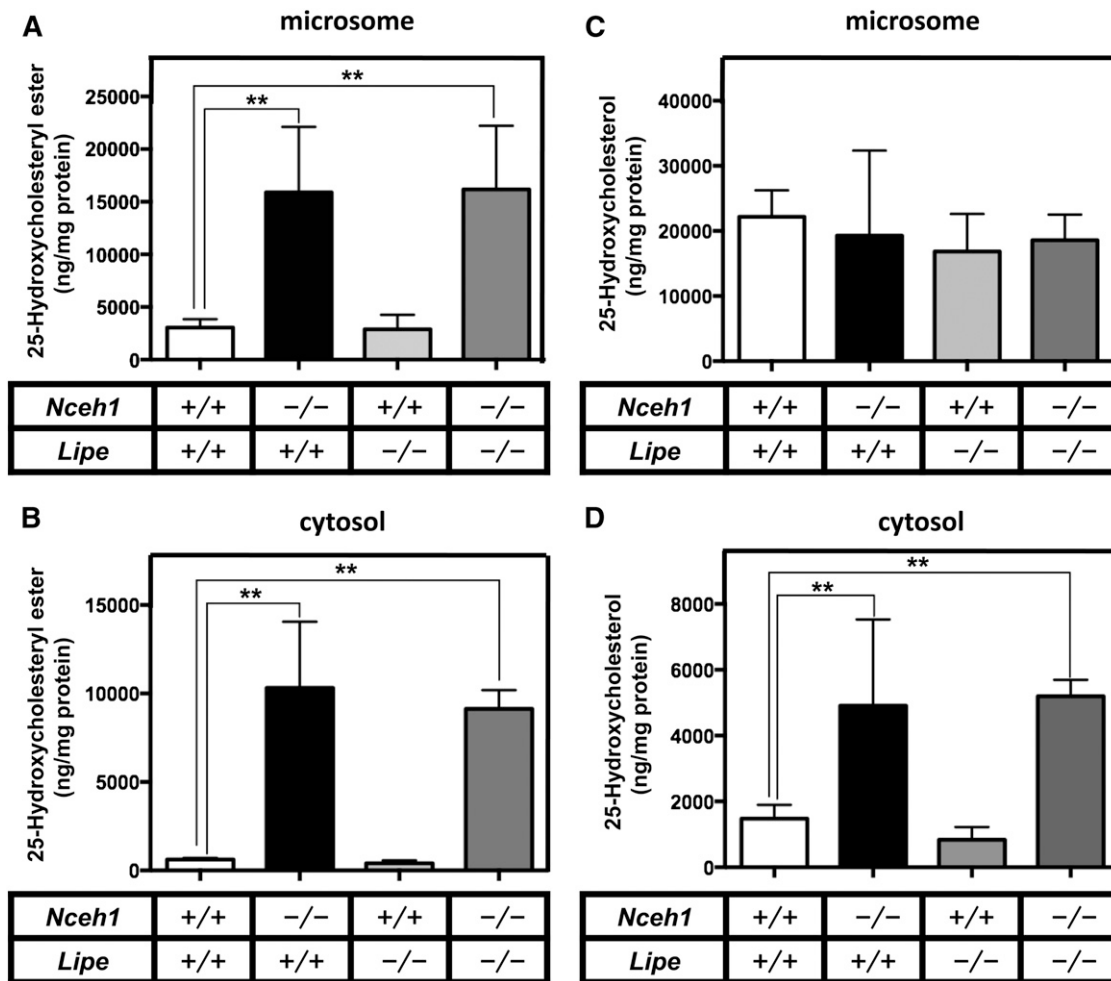 A
microsome
25-Hydroxycholesteryl ester
(ng/mg protein)
25000
20000
15000
10000
5000
0
**
**
Nceh1 +/+ −/− +/+ −/−
Lipe +/+ +/+ −/− −/−
C
microsome
25-Hydroxycholesterol
(ng/mg protein)
40000
30000
20000
10000
0
Nceh1 +/+ −/− +/+ −/−
Lipe +/+ +/+ −/− −/−
B
cytosol
25-Hydroxycholesteryl ester
(ng/mg protein)
15000
10000
5000
0
**
**
Nceh1 +/+ −/− +/+ −/−
Lipe +/+ +/+ −/− −/−
D
cytosol
25-Hydroxycholesterol
(ng/mg protein)
8000
6000
4000
2000
0
**
**
Nceh1 +/+ −/− +/+ −/−
Lipe +/+ +/+ −/− −/−